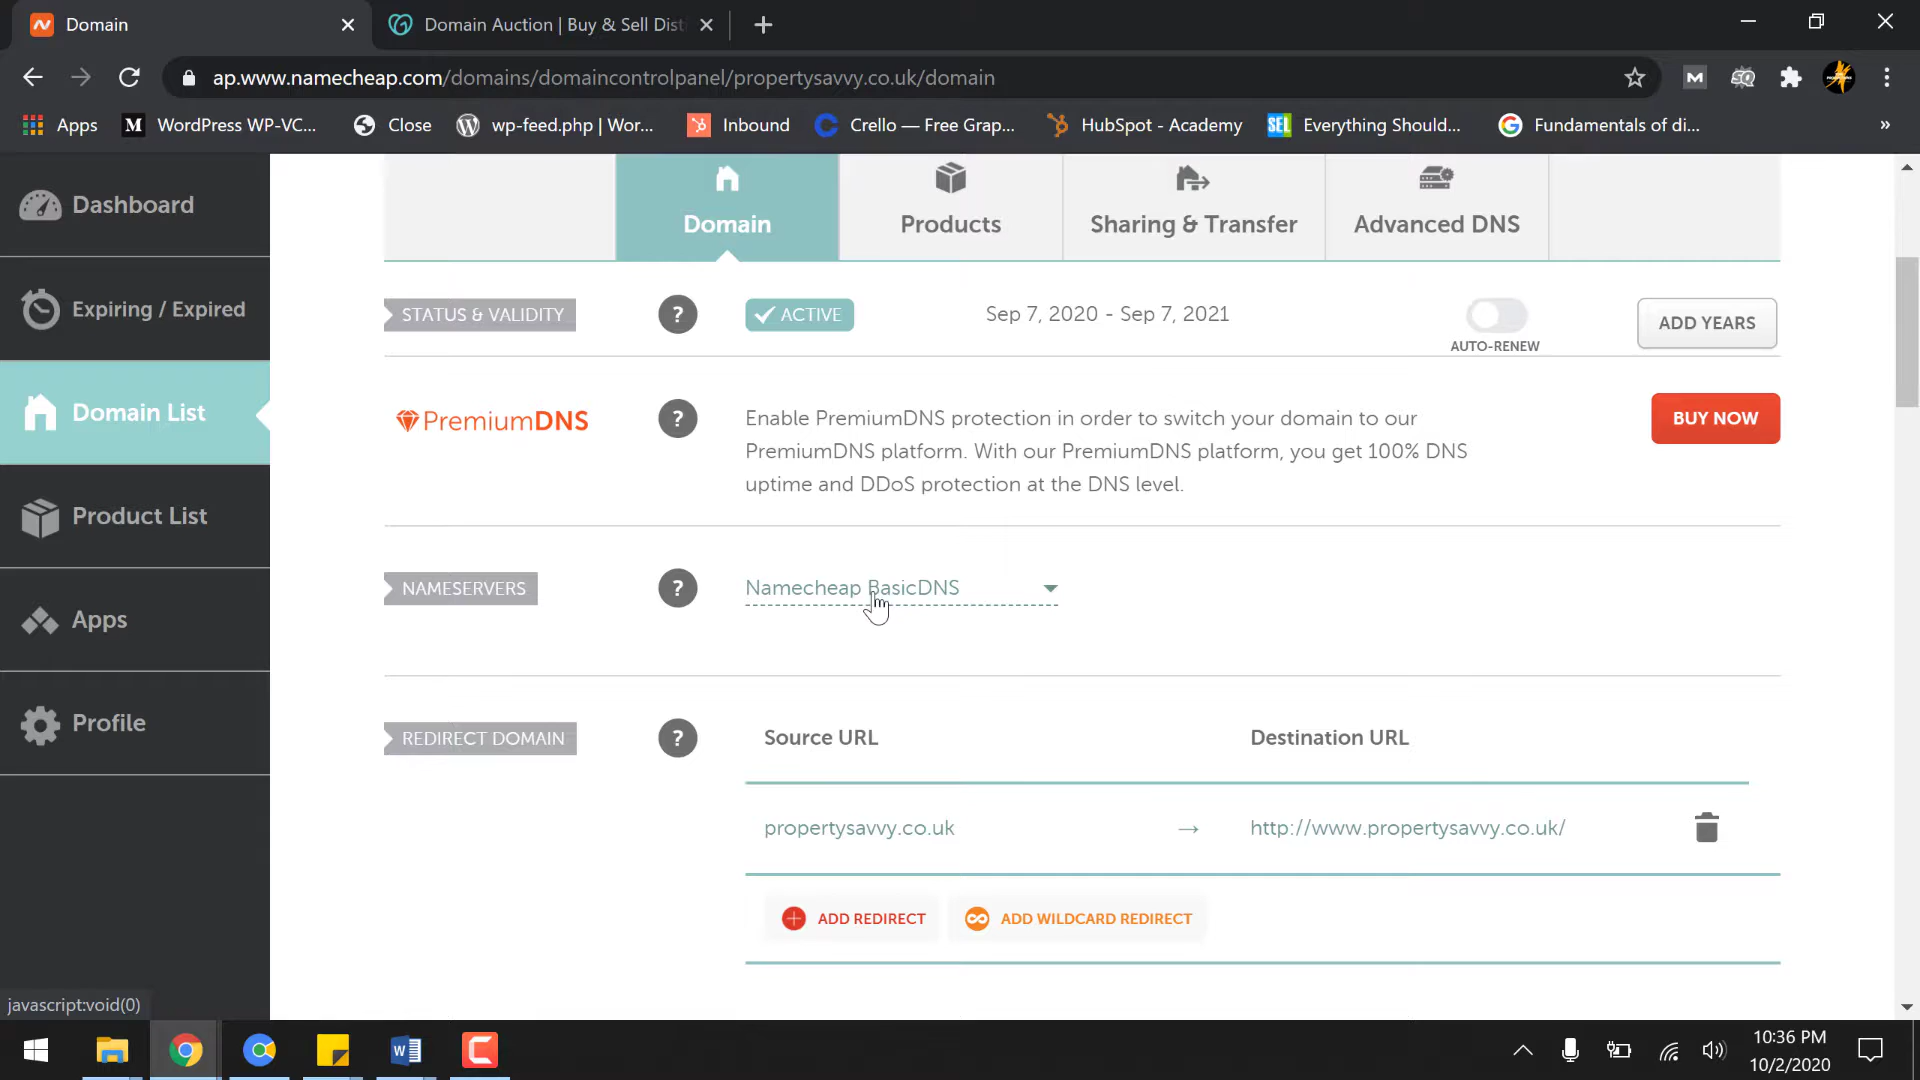 Domain
Domain Auction | Buy & Sell Dist
ap.www.namecheap.com/domains/domaincontrolpanel/propertysavvy.co.uk/domain
Apps
WordPress WP-VC...
Close
wp-feed.php | Wor...
Inbound
Crello — Free Grap...
HubSpot - Academy
SEL
Everything Should...
Fundamentals of di...
»
Dashboard
Expiring / Expired
Domain List
Product List
Apps
Profile
Domain
Products
Sharing & Transfer
Advanced DNS
STATUS & VALIDITY
?
ACTIVE
Sep 7, 2020 - Sep 7, 2021
AUTO-RENEW
ADD YEARS
PremiumDNS
?
Enable PremiumDNS protection in order to switch your domain to our
PremiumDNS platform. With our PremiumDNS platform, you get 100% DNS
uptime and DDoS protection at the DNS level.
BUY NOW
NAMESERVERS
?
Namecheap BasicDNS
REDIRECT DOMAIN
?
Source URL
Destination URL
propertysavvy.co.uk
→
http://www.propertysavvy.co.uk/
ADD REDIRECT
ADD WILDCARD REDIRECT
javascript:void(0)
10:36 PM
10/2/2020